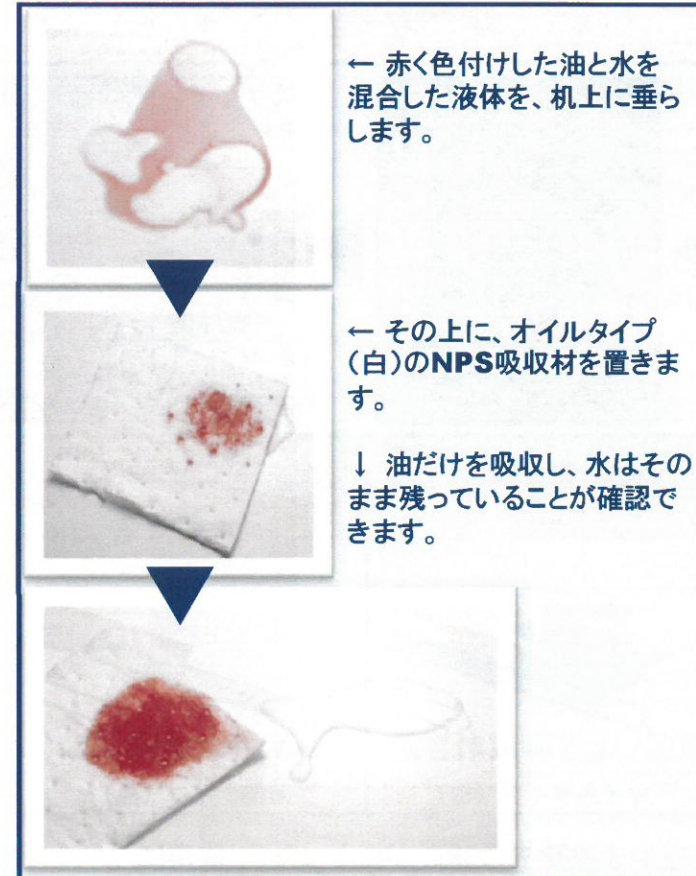 ← 赤く色付けした油と水を
混合した液体を、机上に垂ら
します。
← その上に、オイルタイプ
(白)のNPS吸収材を置きま
す。
↓ 油だけを吸収し、水はその
まま残っていることが確認で
きます。